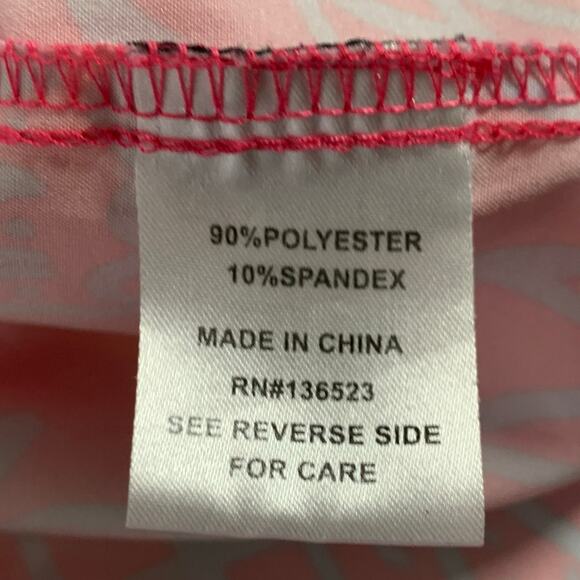 90%POLYESTER
10%SPANDEX
MADE IN CHINA
RN#136523
SEE REVERSE SIDE
FOR CARE